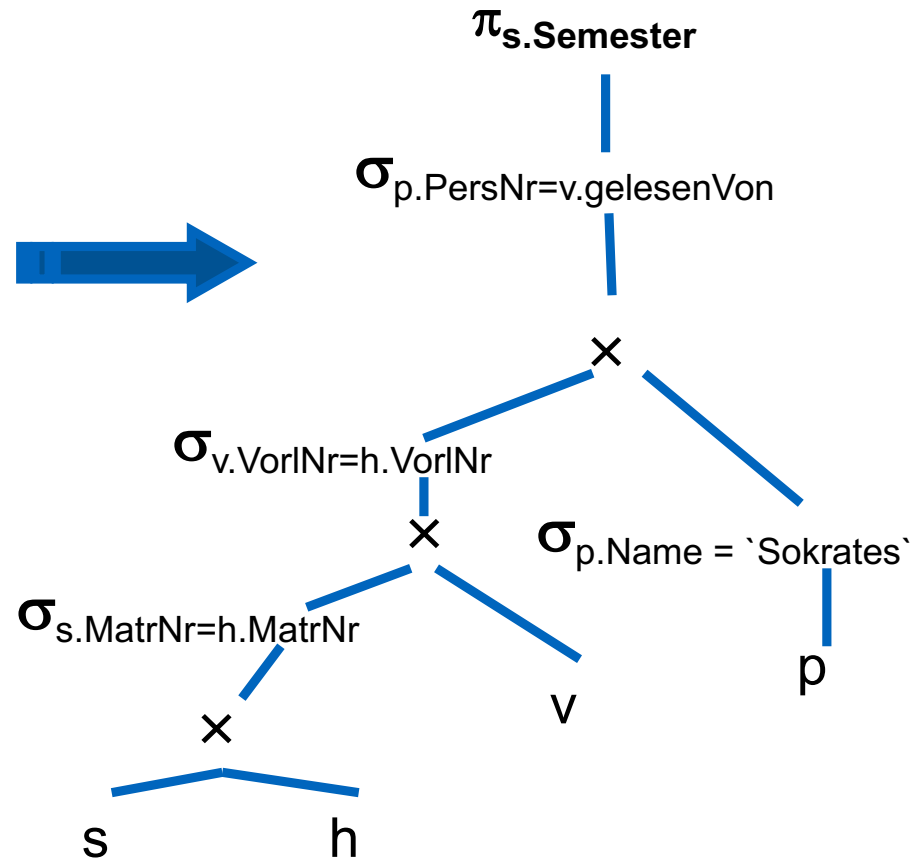 πs.Semester
σp.PersNr=v.gelesenVon
×
σv.VorlNr=h.VorlNr
×
σp.Name = `Sokrates`
σs.MatrNr=h.MatrNr
p
v
×
s h